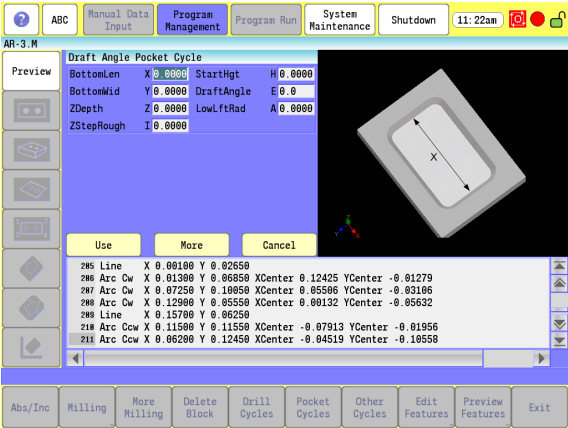 ? ABC Manual Data Input Program Management Program Run System Maintenance Shutdown 11:22am
AR-3.M
Preview
Draft Angle Pocket Cycle
BottomLen X 0.0000 StartHgt H 0.0000
BottomWid Y 0.0000 DraftAngle E 0.0
ZDepth Z 0.0000 LowLftRad A 0.0000
ZStepRough I 0.0000
X
Z
Y X
Use More Cancel
205 Line X 0.00100 Y 0.02650
206 Arc Cw X 0.01300 Y 0.06850 XCenter 0.12425 YCenter -0.01279
207 Arc Cw X 0.07250 Y 0.10050 XCenter 0.05506 YCenter -0.03106
208 Arc Cw X 0.12900 Y 0.05550 XCenter 0.00132 YCenter -0.05632
209 Line X 0.15700 Y 0.06250
210 Arc Ccw X 0.11500 Y 0.11550 XCenter -0.07913 YCenter -0.01956
211 Arc Ccw X 0.06200 Y 0.12450 XCenter -0.04519 YCenter -0.10558
Abs/Inc Milling More Milling Delete Block Drill Cycles Pocket Cycles Other Cycles Edit Features Preview Features Exit